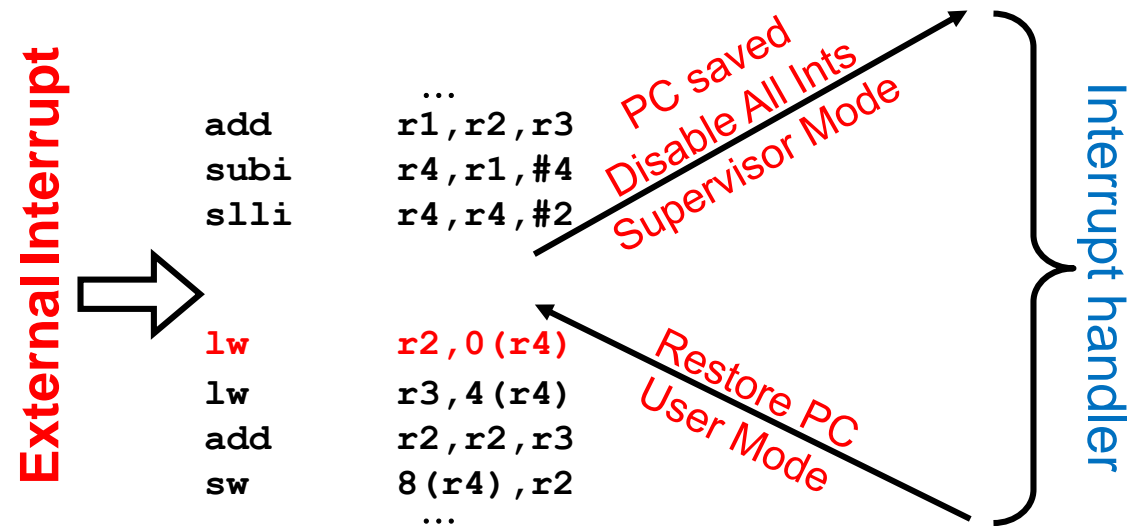 External Interrupt
…
add r1,r2,r3
subi r4,r1,#4
slli r4,r4,#2
PC saved
Disable All Ints
Supervisor Mode
lw r2,0(r4)
lw r3,4(r4)
add r2,r2,r3
sw 8(r4),r2
…
Restore PC
User Mode
Interrupt handler